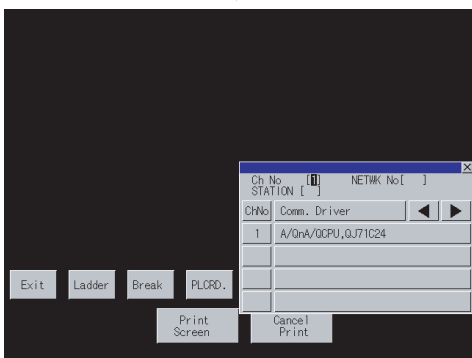 ×
Ch No [1] NETWK No[ ]
STATION [ ]
ChNo Comm. Driver ◀ ▶
1 A/QnA/QCPU,QJ71C24
Exit Ladder Break PLCRD.
Print Screen
Cancel Print